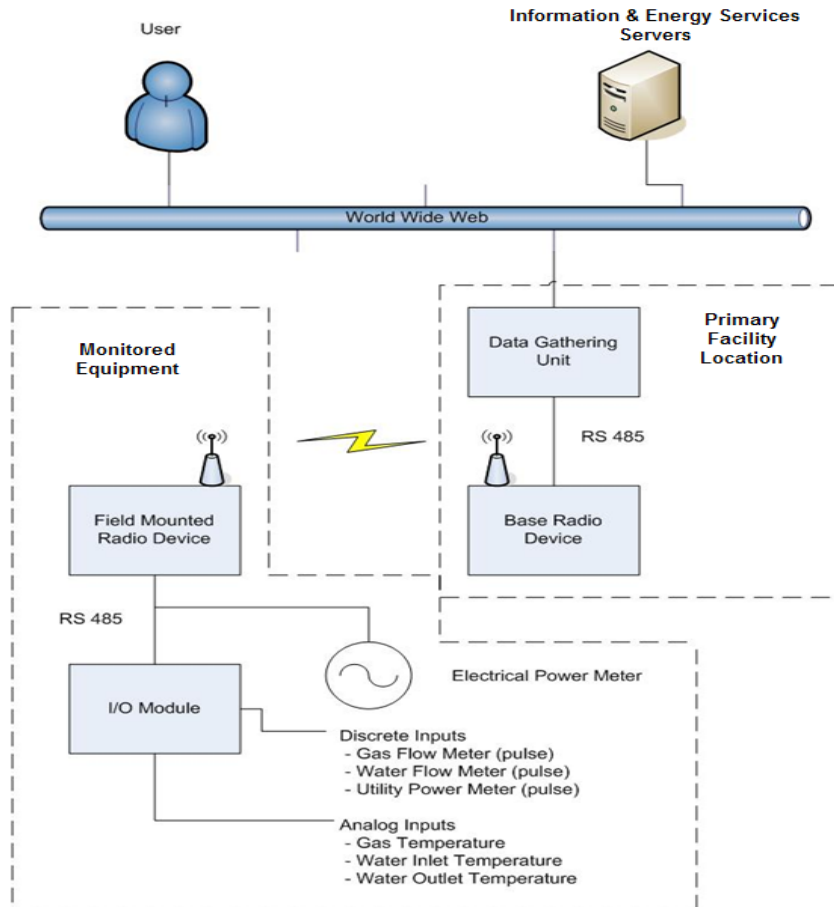 User
Information & Energy Services
Servers
World Wide Web
Monitored
Equipment
Data Gathering
Unit
Primary
Facility
Location
RS 485
Field Mounted
Radio Device
Base Radio
Device
RS 485
I/O Module
Electrical Power Meter
Discrete Inputs
- Gas Flow Meter (pulse)
- Water Flow Meter (pulse)
- Utility Power Meter (pulse)
Analog Inputs
- Gas Temperature
- Water Inlet Temperature
- Water Outlet Temperature